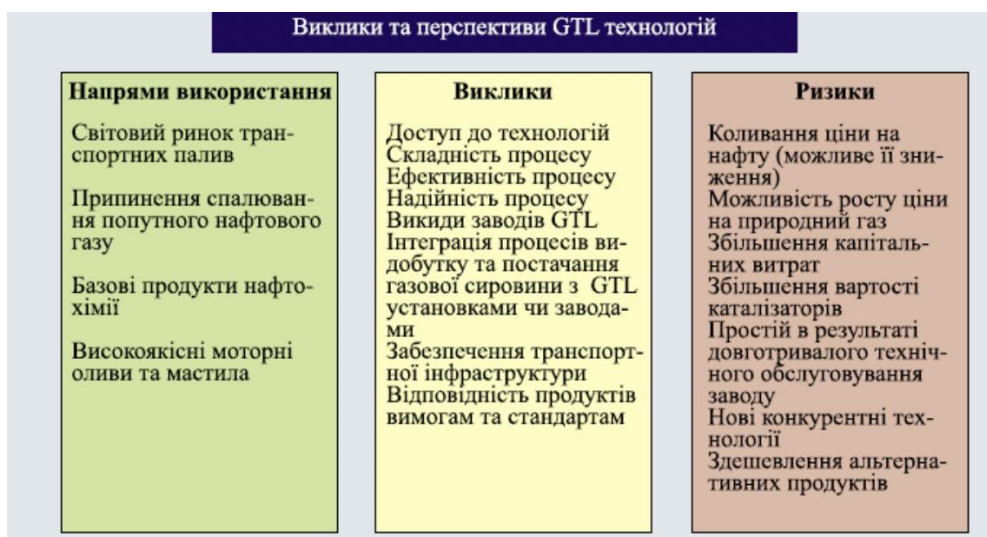 Виклики та перспективи GTL технологій
Напрями використання
Світовий ринок тран-
спортних палив
Припинення спалюван-
ня попутного нафтового
газу
Базові продукти нафто-
хімії
Високоякісні моторні
оливи та мастила
Виклики
Доступ до технологій
Складність процесу
Ефективність процесу
Надійність процесу
Викиди заводів GTL
Інтеграція процесів ви-
добутку та постачання
газової сировини з GTL
установками чи завода-
ми
Забезпечення транспорт-
ної інфраструктури
Відповідність продуктів
вимогам та стандартам
Ризики
Коливання ціни на
нафту (можливе її зни-
ження)
Можливість росту ціни
на природний газ
Збільшення капіталь-
них витрат
Збільшення вартості
каталізаторів
Простій в результаті
довготривалого техніч-
ного обслуговування
заводу
Нові конкурентні тех-
нології
Здешевлення альтерна-
тивних продуктів